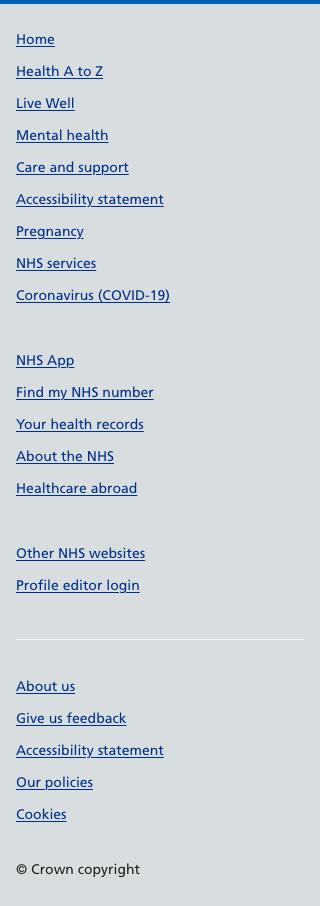 Home
Health A to Z
Live Well
Mental health
Care and support
Accessibility statement
Pregnancy
NHS services
Coronavirus (COVID-19)
NHS App
Find my NHS number
Your health records
About the NHS
Healthcare abroad
Other NHS websites
Profile editor login
About us
Give us feedback
Accessibility statement
Our policies
Cookies
© Crown copyright